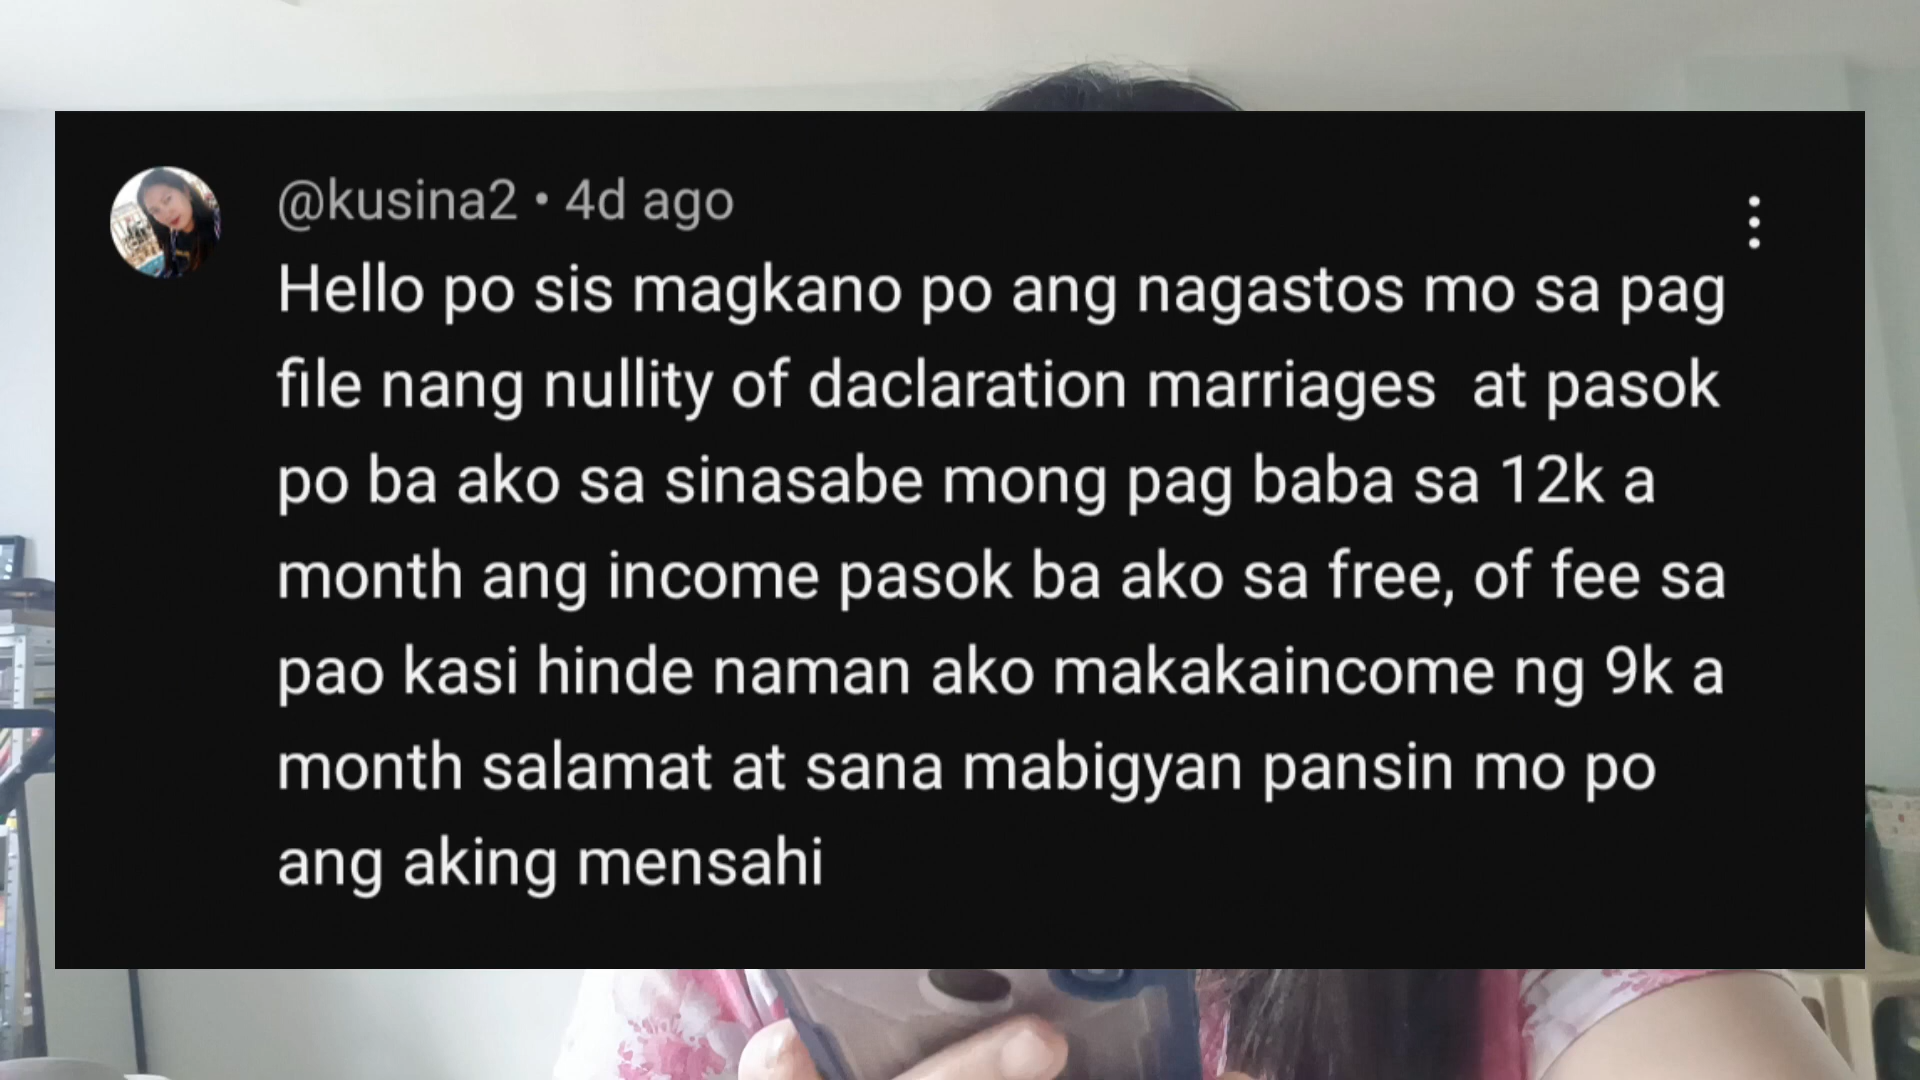 @kusina2 • 4d ago
Hello po sis magkano po ang nagastos mo sa pag
file nang nullity of daclaration marriages at pasok
po ba ako sa sinasabe mong pag baba sa 12k a
month ang income pasok ba ako sa free, of fee sa
pao kasi hinde naman ako makakaincome ng 9k a
month salamat at sana mabigyan pansin mo po
ang aking mensahi